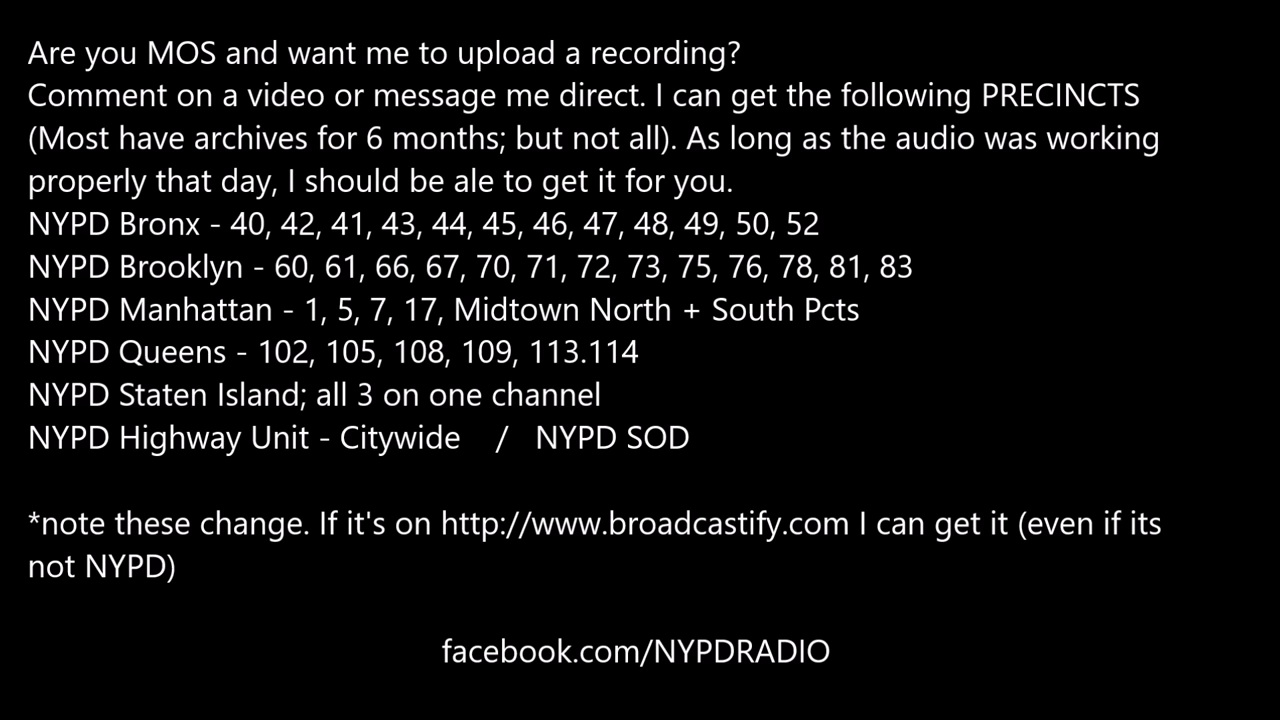 Are you MOS and want me to upload a recording?
Comment on a video or message me direct. I can get the following PRECINCTS
(Most have archives for 6 months; but not all). As long as the audio was working
properly that day, I should be ale to get it for you.
NYPD Bronx - 40, 42, 41, 43, 44, 45, 46, 47, 48, 49, 50, 52
NYPD Brooklyn - 60, 61, 66, 67, 70, 71, 72, 73, 75, 76, 78, 81, 83
NYPD Manhattan - 1, 5, 7, 17, Midtown North + South Pcts
NYPD Queens - 102, 105, 108, 109, 113.114
NYPD Staten Island; all 3 on one channel
NYPD Highway Unit - Citywide / NYPD SOD
*note these change. If it's on http://www.broadcastify.com I can get it (even if its
not NYPD)
facebook.com/NYPDRADIO